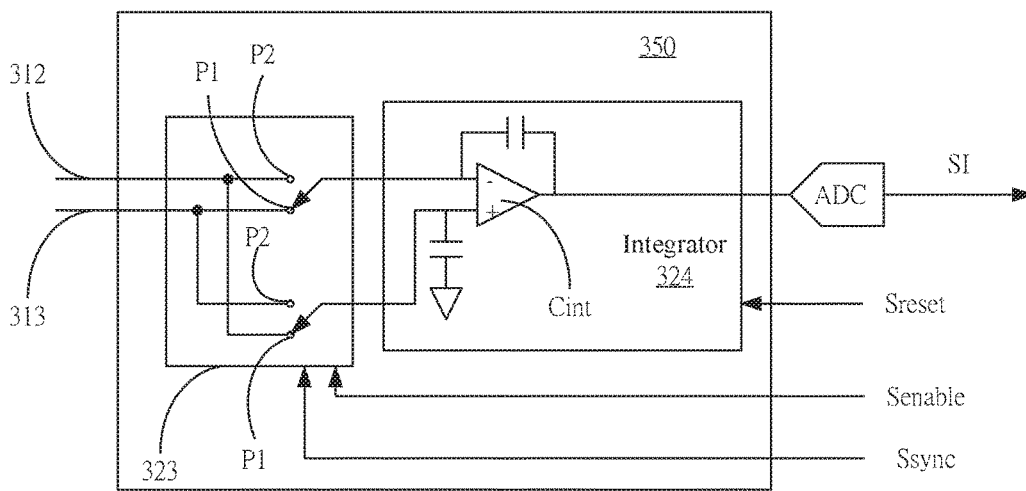 350
P2
312
P1
SI
-
ADC
+
P2
Integrator
324
313
Cint
Sreset
Senable
323
P1
Ssync